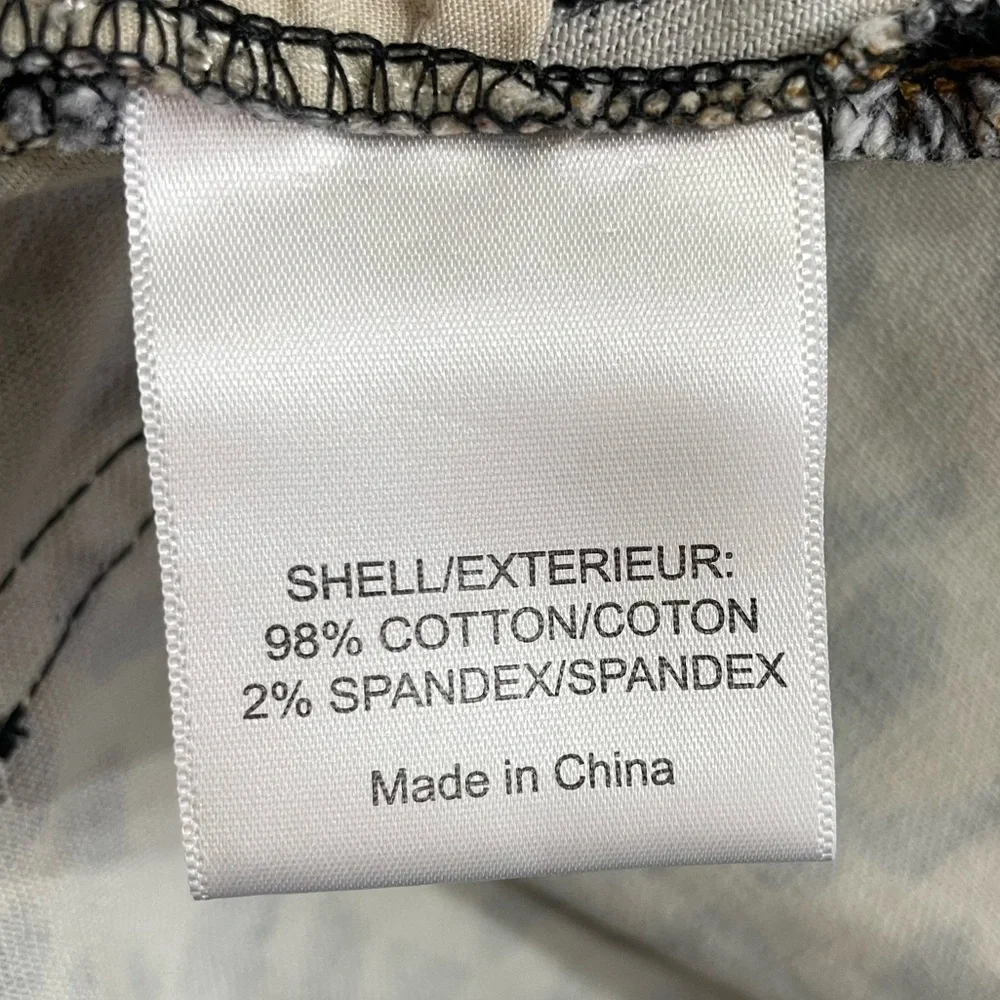 SHELL/EXTERIEUR:
98% COTTON/COTON
2% SPANDEX/SPANDEX
Made in China